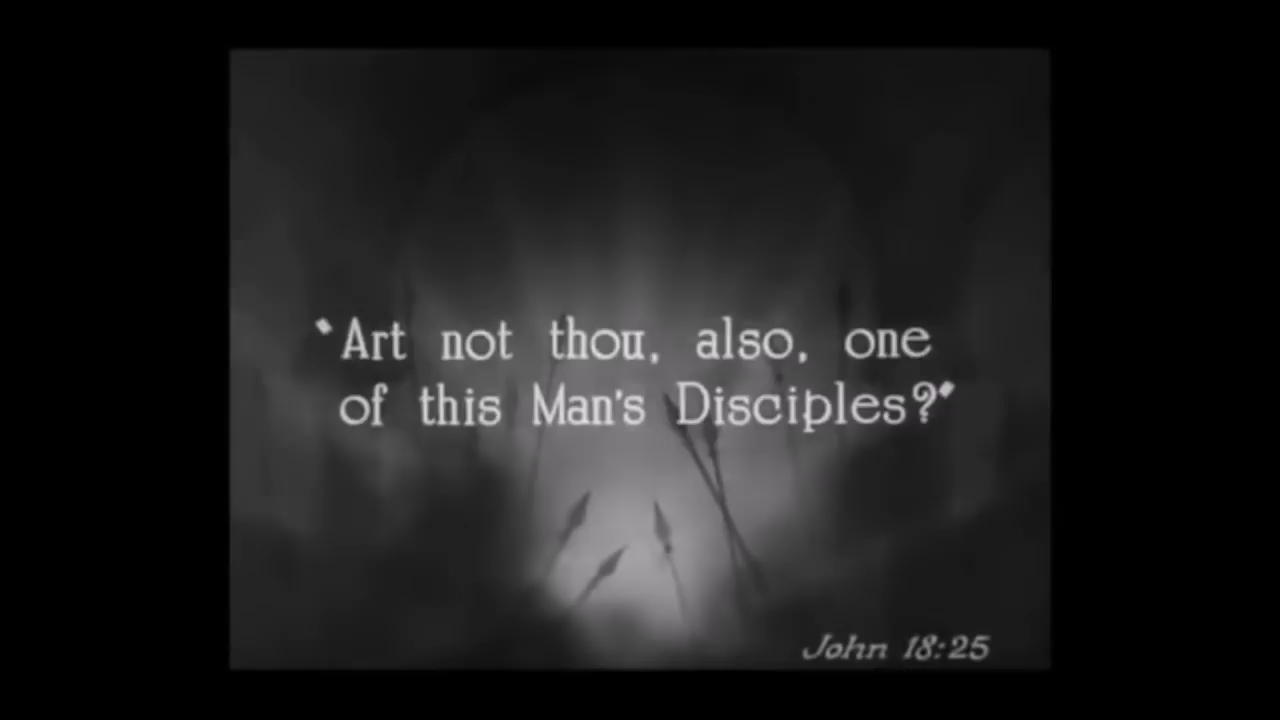 "Art not thou, also, one
of this Man's Disciples?"
John 18:25